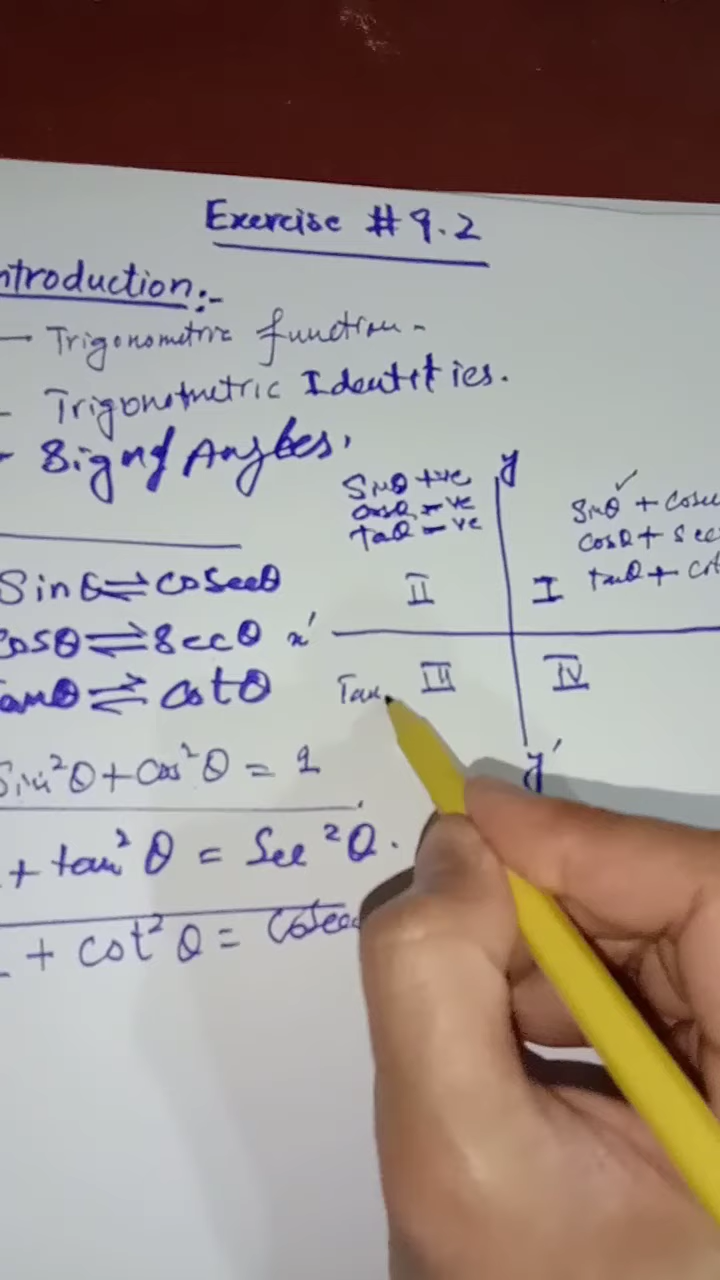 Exercise #9.2
ntroduction:-
— Trigonometric function -
- Trigonometric Identities.
- Sign of Angles,
Sinθ +ve
cosθ -ve
Taθ -ve
II
y
Sinθ ✓ + cosec
cosθ + sec
tanθ + cot
I
Sinθ ⇌ Cosecθ
cosθ ⇌ Secθ
x'
tanθ ⇌ Cotθ
Tan
III
IV
y'
Sin²θ + Cos²θ = 1
+ tan²θ = Sec²θ.
+ cot²θ = Cosec